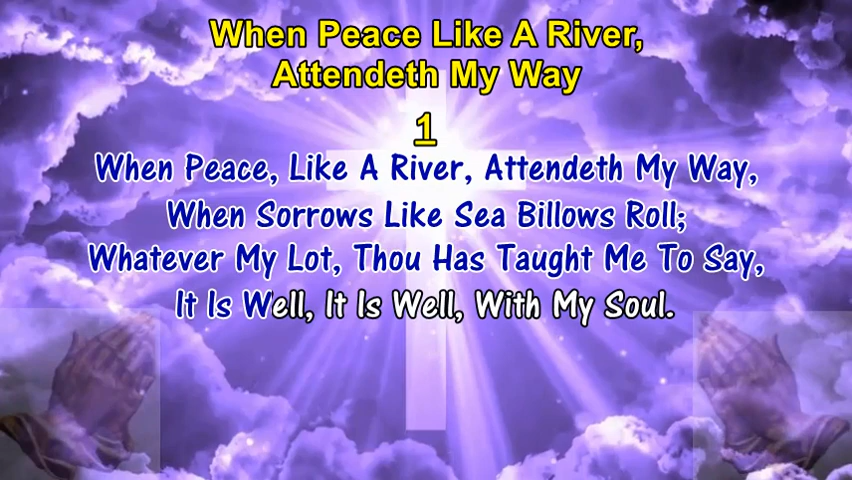 When Peace Like A River,
Attendeth My Way
1
When Peace, Like A River, Attendeth My Way,
When Sorrows Like Sea Billows Roll;
Whatever My Lot, Thou Has Taught Me To Say,
It Is Well, It Is Well, With My Soul.